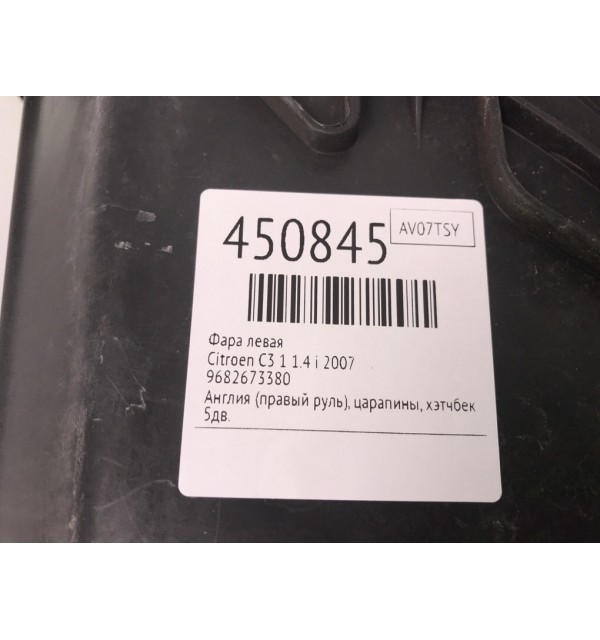 450845
AV07TSY
Фара левая
Citroen C3 1 1.4 i 2007
9682673380
Англия (правый руль), царапины, хэтчбек
5дв.